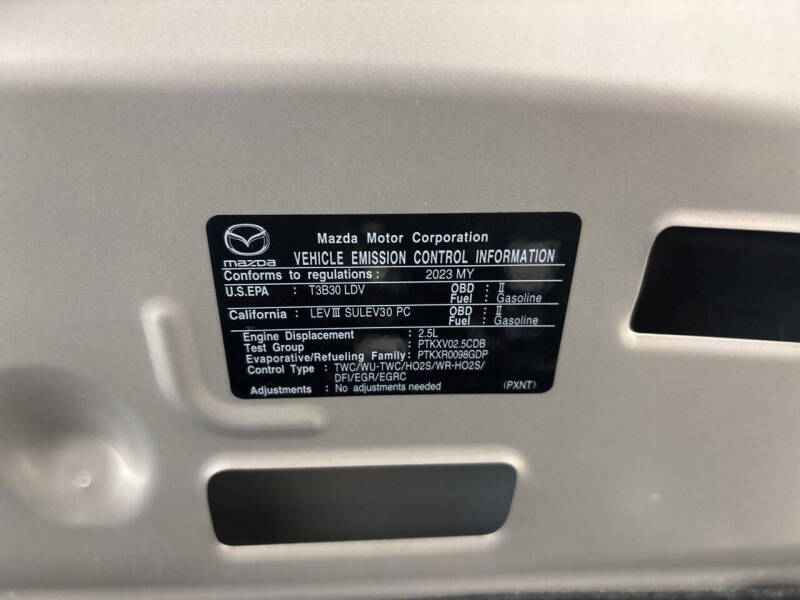 Mazda Motor Corporation
mazda
VEHICLE EMISSION CONTROL INFORMATION
Conforms to regulations : 2023 MY
U.S.EPA : T3B30 LDV OBD : II
Fuel : Gasoline
California : LEV III SULEV30 PC OBD : II
Fuel : Gasoline
Engine Displacement : 2.5L
Test Group : PTKXV02.5CDB
Evaporative/Refueling Family: PTKXR0098GDP
Control Type : TWC/WU-TWC/HO2S/WR-HO2S/
DFI/EGR/EGRC
Adjustments : No adjustments needed (PXNT)